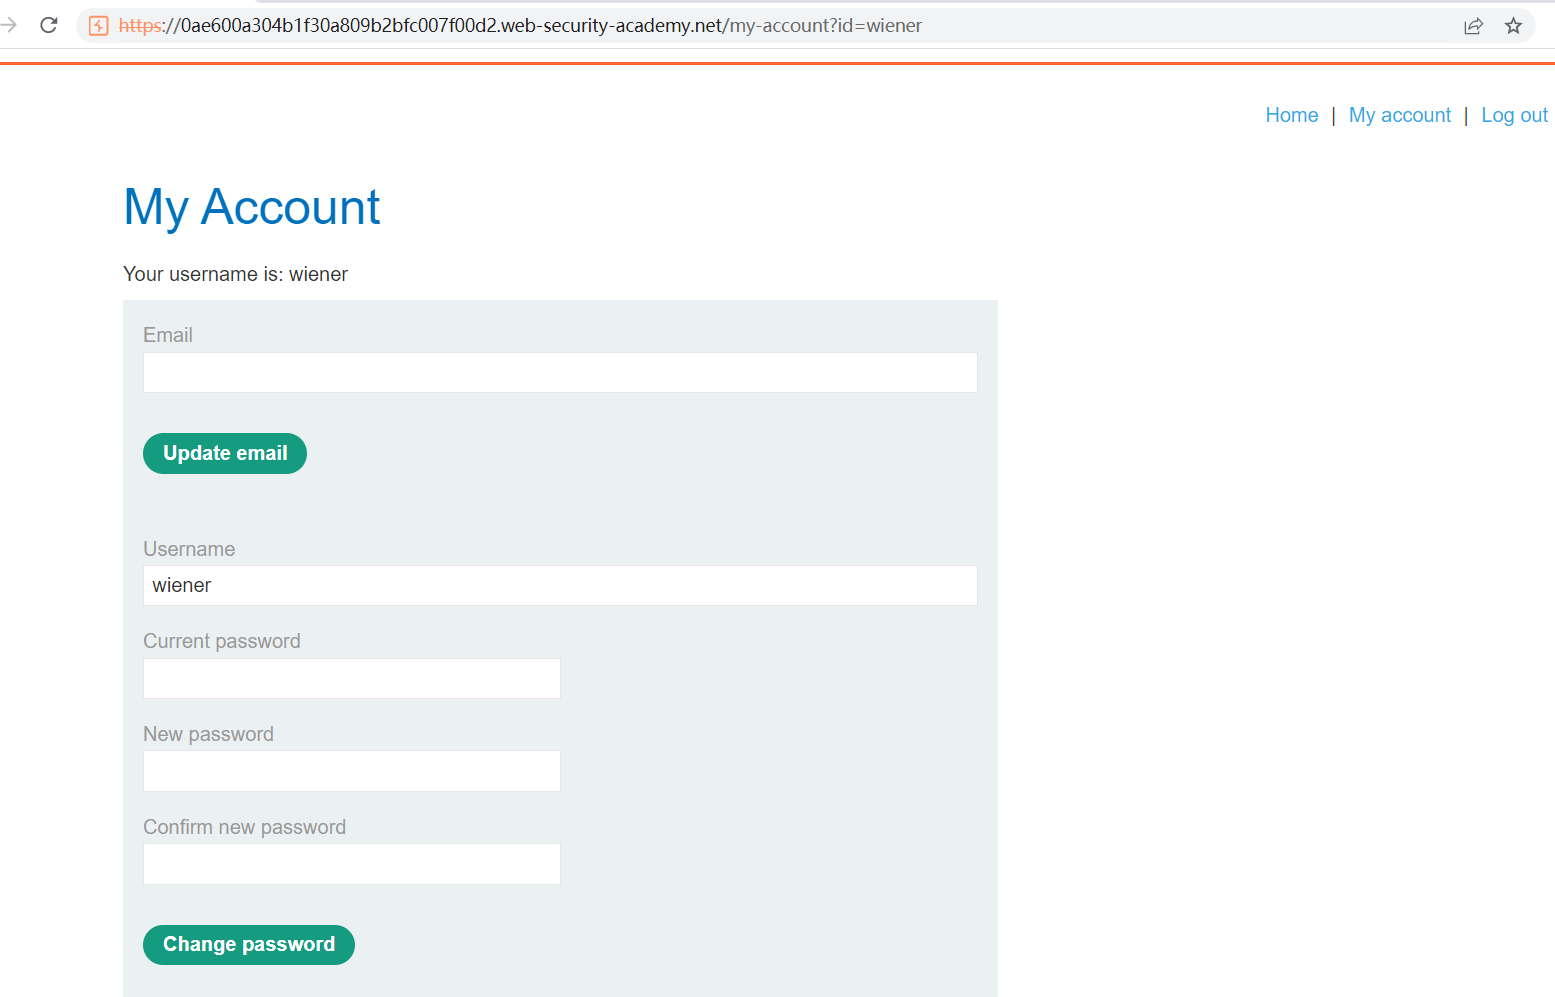 https://0ae600a304b1f30a809b2bfc007f00d2.web-security-academy.net/my-account?id=wiener
Home | My account | Log out
My Account
Your username is: wiener
Email
Update email
Username
wiener
Current password
New password
Confirm new password
Change password